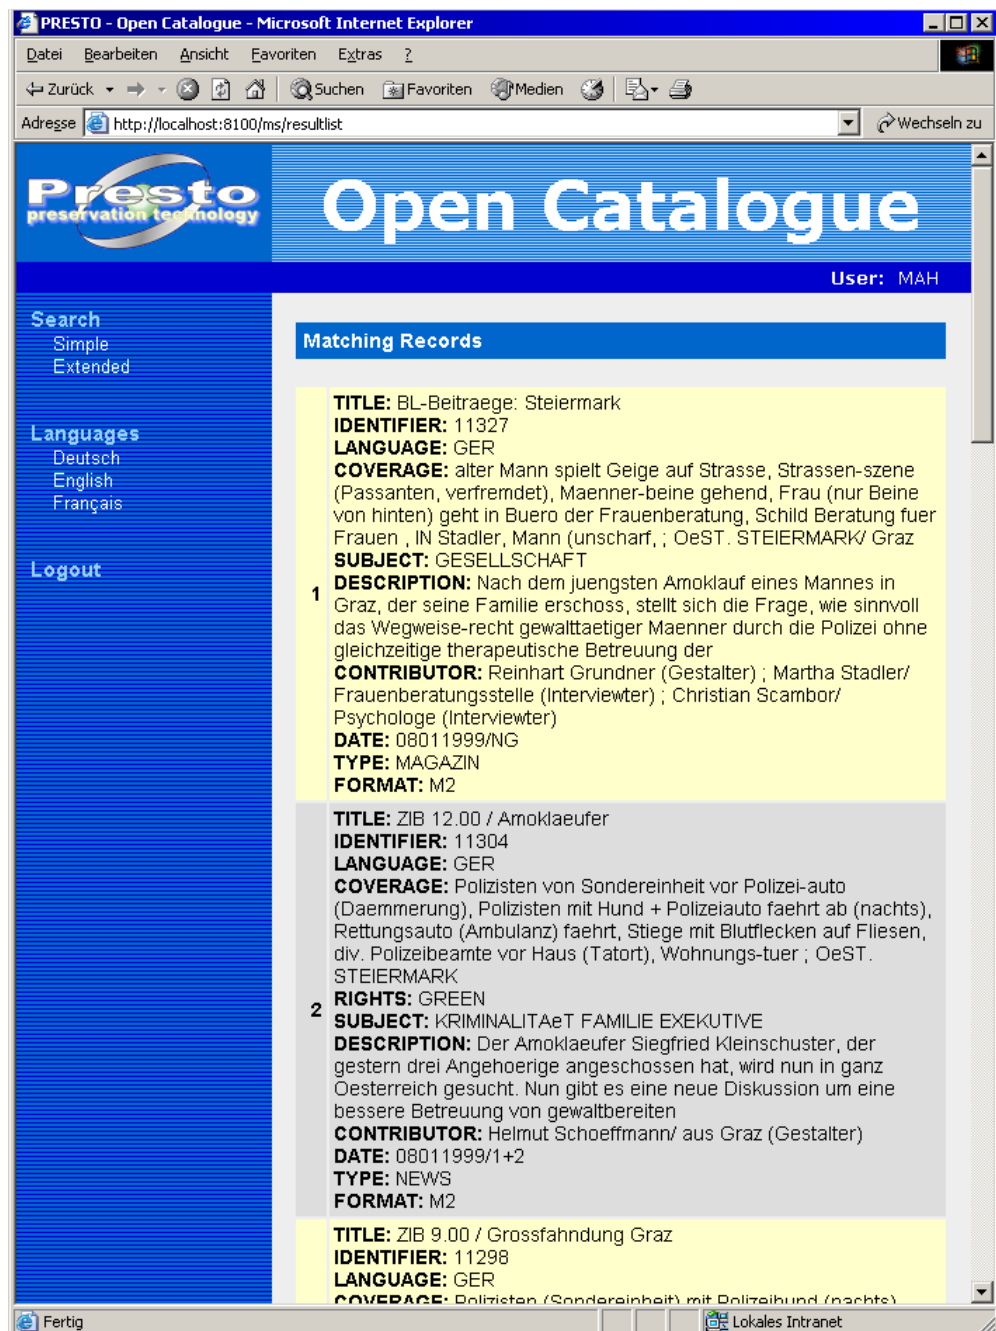 PRESTO - Open Catalogue - Microsoft Internet Explorer
Datei Bearbeiten Ansicht Favoriten Extras ?
Zurück Suchen Favoriten Medien
Adresse http://localhost:8100/ms/resultlist Wechseln zu
Presto
preservation technology
Open Catalogue
User: MAH
Search
Simple
Extended
Languages
Deutsch
English
Français
Logout
Matching Records
1
TITLE: BL-Beitraege: Steiermark
IDENTIFIER: 11327
LANGUAGE: GER
COVERAGE: alter Mann spielt Geige auf Strasse, Strassen-szene
(Passanten, verfremdet), Maenner-beine gehend, Frau (nur Beine
von hinten) geht in Buero der Frauenberatung, Schild Beratung fuer
Frauen , IN Stadler, Mann (unscharf, ; OeST. STEIERMARK/ Graz
SUBJECT: GESELLSCHAFT
DESCRIPTION: Nach dem juengsten Amoklauf eines Mannes in
Graz, der seine Familie erschoss, stellt sich die Frage, wie sinnvoll
das Wegweise-recht gewalttaetiger Maenner durch die Polizei ohne
gleichzeitige therapeutische Betreuung der
CONTRIBUTOR: Reinhart Grundner (Gestalter) ; Martha Stadler/
Frauenberatungsstelle (Interviewter) ; Christian Scambor/
Psychologe (Interviewter)
DATE: 08011999/NG
TYPE: MAGAZIN
FORMAT: M2
2
TITLE: ZIB 12.00 / Amoklaeufer
IDENTIFIER: 11304
LANGUAGE: GER
COVERAGE: Polizisten von Sondereinheit vor Polizei-auto
(Daemmerung), Polizisten mit Hund + Polizeiauto faehrt ab (nachts),
Rettungsauto (Ambulanz) faehrt, Stiege mit Blutflecken auf Fliesen,
div. Polizeibeamte vor Haus (Tatort), Wohnungs-tuer ; OeST.
STEIERMARK
RIGHTS: GREEN
SUBJECT: KRIMINALITAeT FAMILIE EXEKUTIVE
DESCRIPTION: Der Amoklaeufer Siegfried Kleinschuster, der
gestern drei Angehoerige angeschossen hat, wird nun in ganz
Oesterreich gesucht. Nun gibt es eine neue Diskussion um eine
bessere Betreuung von gewaltbereiten
CONTRIBUTOR: Helmut Schoeffmann/ aus Graz (Gestalter)
DATE: 08011999/1+2
TYPE: NEWS
FORMAT: M2
TITLE: ZIB 9.00 / Grossfahndung Graz
IDENTIFIER: 11298
LANGUAGE: GER
COVERAGE: Polizisten (Sondereinheit) mit Polizeihund (nachts)
Fertig Lokales Intranet